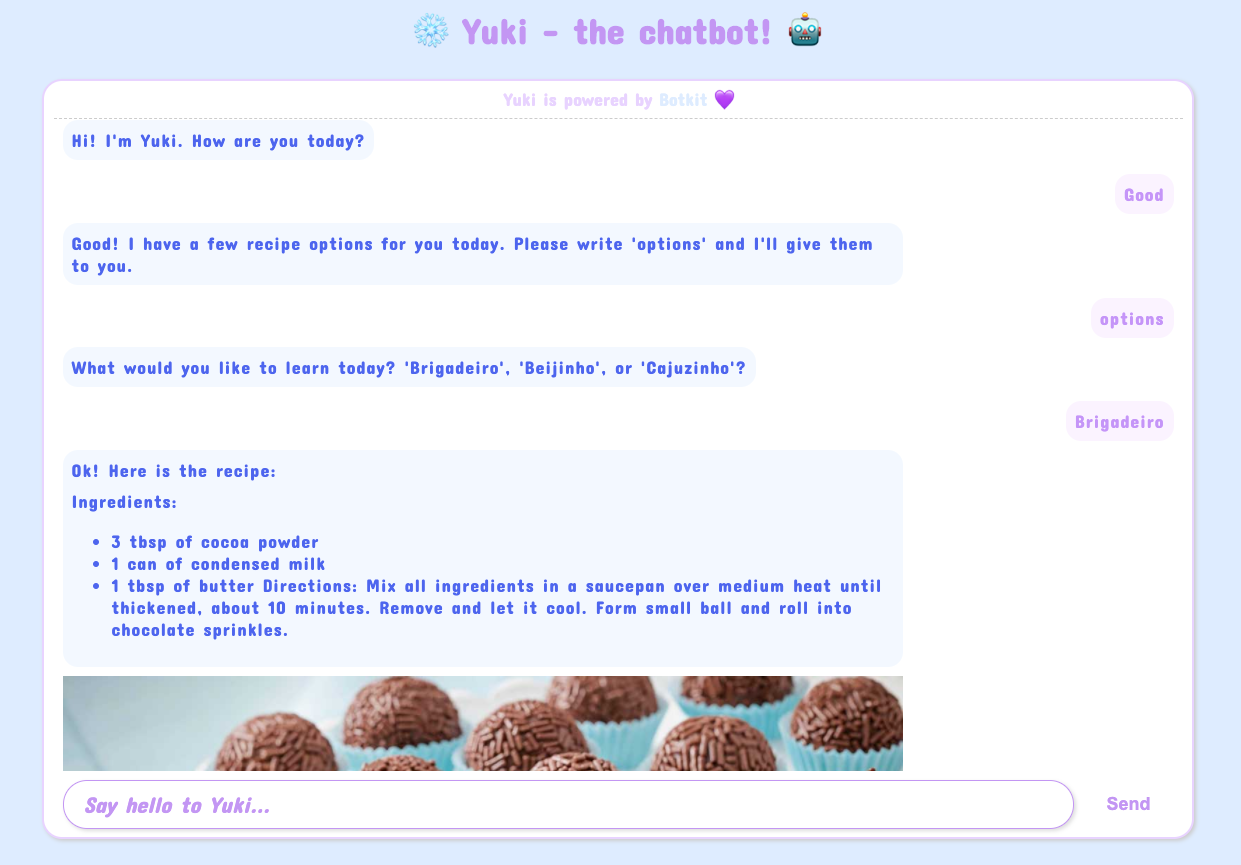 Yuki - the chatbot!
Yuki is powered by Botkit
Hi! I'm Yuki. How are you today?
Good
Good! I have a few recipe options for you today. Please write 'options' and I'll give them
to you.
options
What would you like to learn today? 'Brigadeiro', 'Beijinho', or 'Cajuzinho'?
Brigadeiro
Ok! Here is the recipe:
Ingredients:
• 3 tbsp of cocoa powder
• 1 can of condensed milk
• 1 tbsp of butter Directions: Mix all ingredients in a saucepan over medium heat until
thickened, about 10 minutes. Remove and let it cool. Form small ball and roll into
chocolate sprinkles.
Say hello to Yuki...
Send